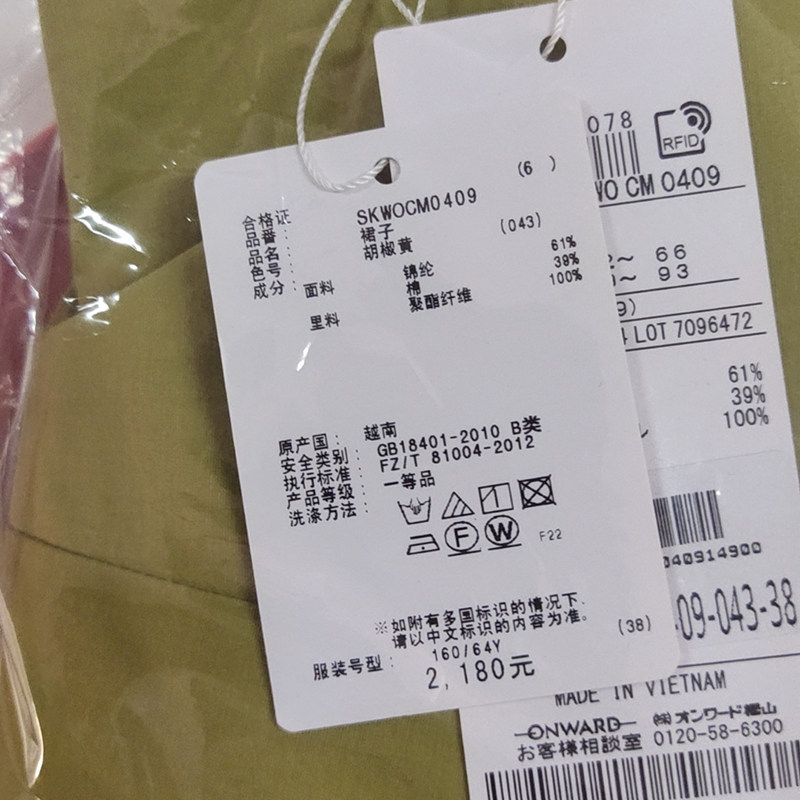 (6 )
合格证
品番： SKWOCM0409
品名： 裙子 (043)
色号： 胡椒黄
成分： 面料 锦纶 61%
棉 39%
里料 聚酯纤维 100%
原产国： 越南
安全类别： GB18401-2010 B类
执行标准： FZ/T 81004-2012
产品等级： 一等品
洗涤方法：
F W F22
※如附有多国标识的情况下.
请以中文标识的内容为准。
(38)
服装号型： 160/64Y
2,180元
078
RFID
WO CM 0409
～ 66
～ 93
9)
LOT 7096472
61%
39%
100%
040914900
09-043-38
MADE IN VIETNAM
ONWARD ㈱オンワード樫山
お客様相談室 0120-58-6300